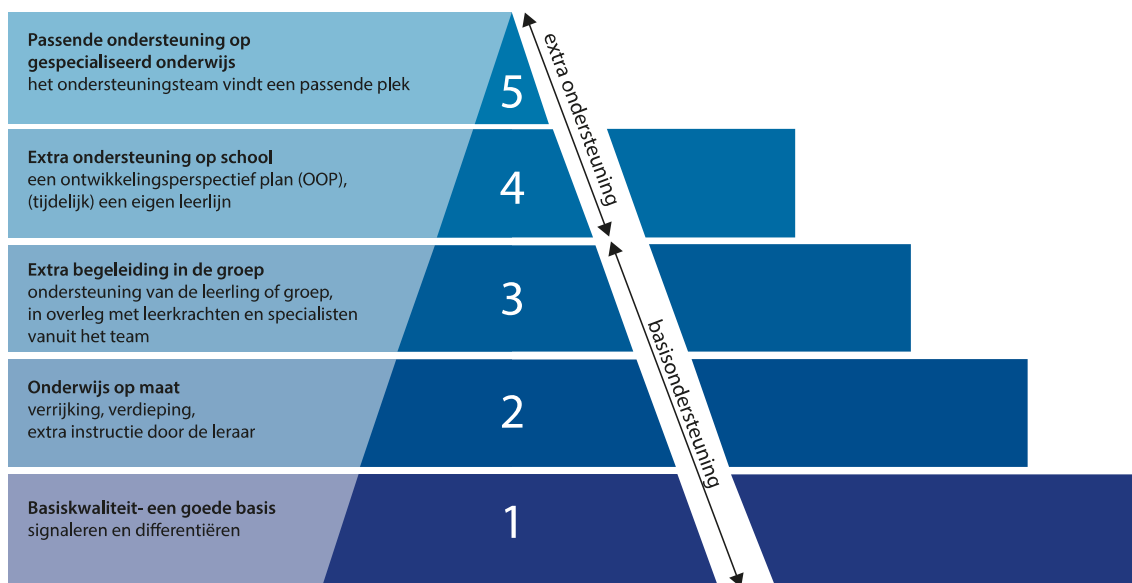 Passende ondersteuning op
gespecialiseerd onderwijs
het ondersteuningsteam vindt een passende plek
5
extra ondersteuning
Extra ondersteuning op school
een ontwikkelingsperspectief plan (OOP),
(tijdelijk) een eigen leerlijn
4
Extra begeleiding in de groep
ondersteuning van de leerling of groep,
in overleg met leerkrachten en specialisten
vanuit het team
3
basisondersteuning
Onderwijs op maat
verrijking, verdieping,
extra instructie door de leraar
2
Basiskwaliteit- een goede basis
signaleren en differentiëren
1